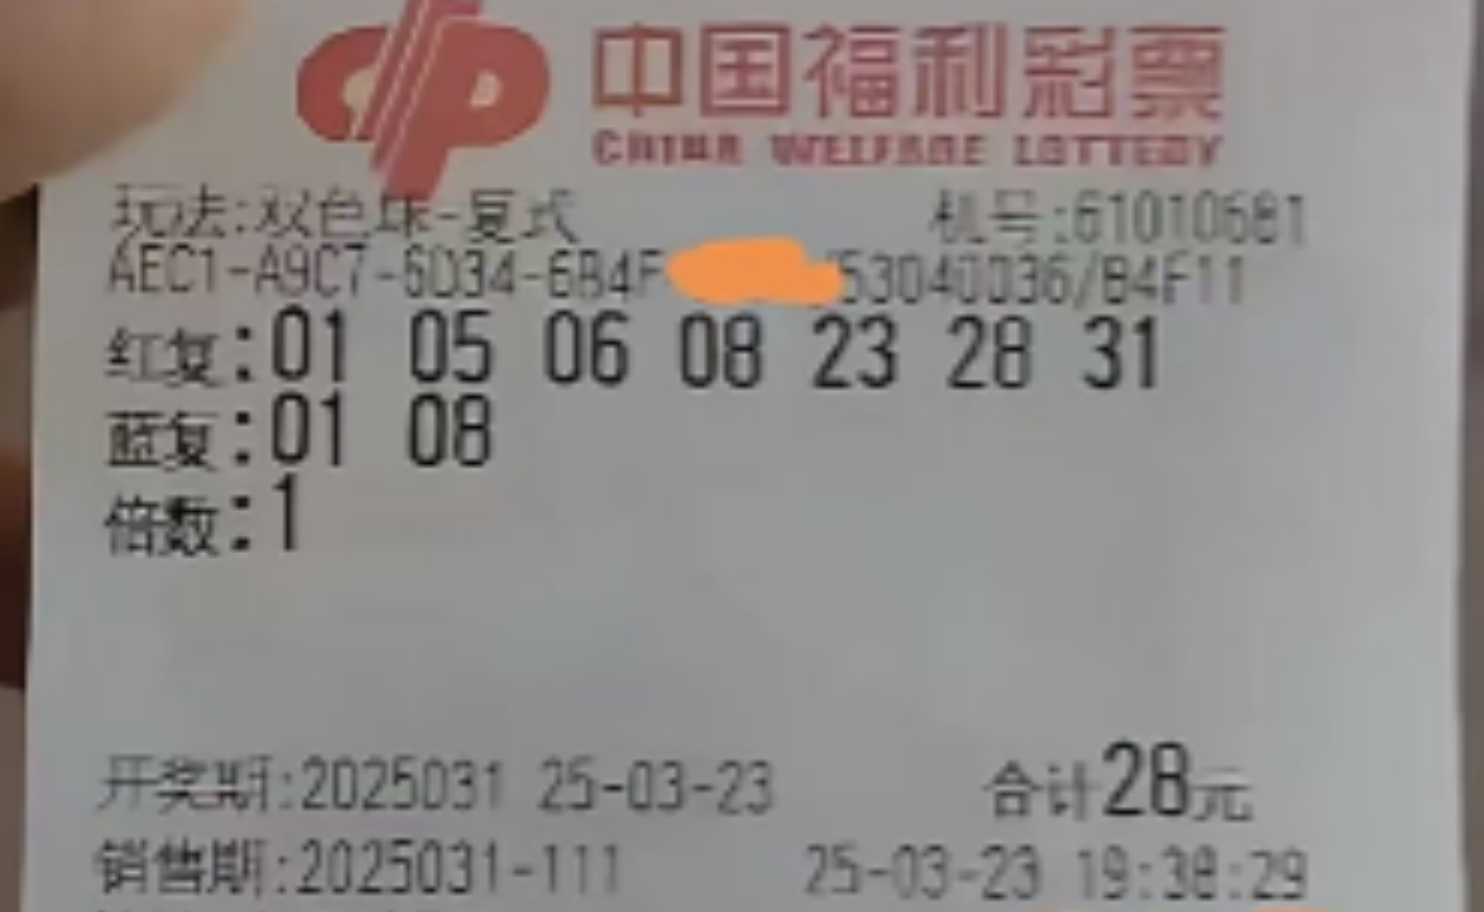 中国福利彩票
CHINA WELFARE LOTTERY
玩法:双色球-复式 机号:61010681
AEC1-A9C7-6D34-6B4F 53040036/B4F11
红复:01 05 06 08 23 28 31
蓝复:01 08
倍数:1
开奖期:2025031 25-03-23 合计28元
销售期:2025031-111 25-03-23 19:38:29